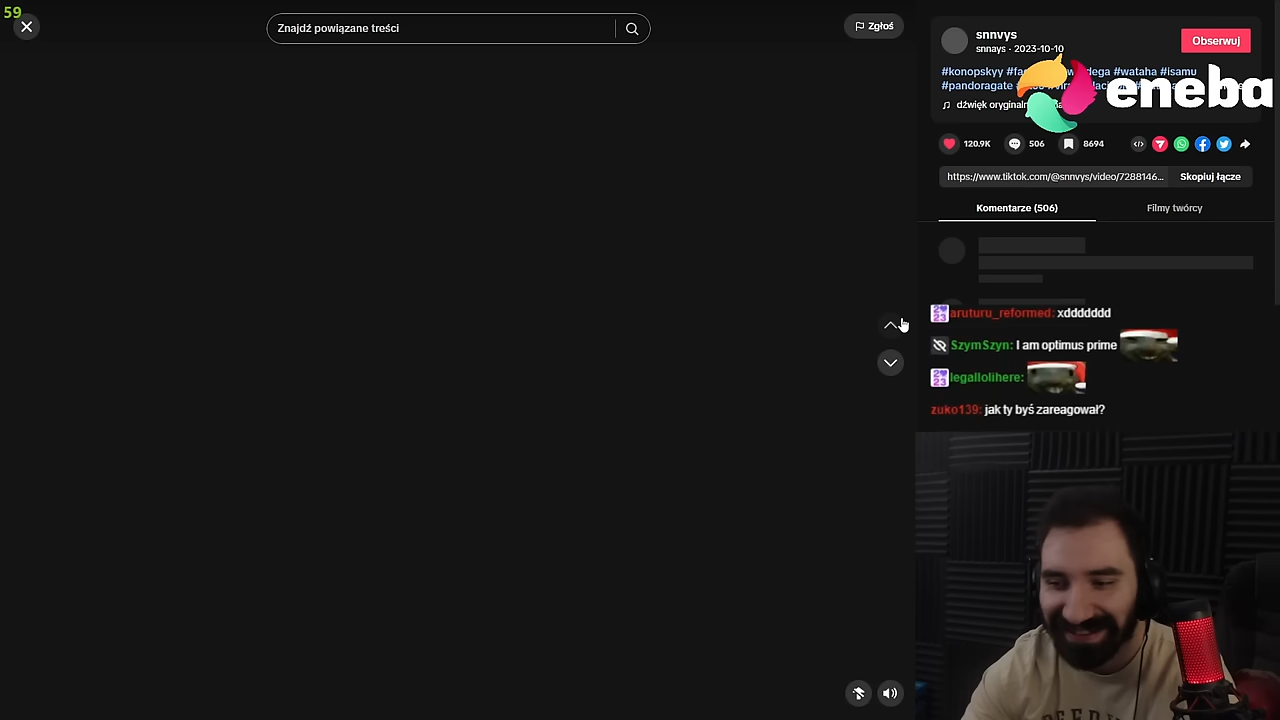 59
Znajdź powiązane treści
Zgłoś
snnvys
snnays · 2023-10-10
Obserwuj
#konopskyy #wataha #isamu
#pandoragate
eneba
dźwięk oryginaln
120.9K
506
8694
https://www.tiktok.com/@snnvys/video/7288146...
Skopiuj łącze
Komentarze (506)
Filmy twórcy
aruturu_reformed: xddddddd
SzymSzyn: I am optimus prime
legallolihere:
zuko139: jak ty byś zareagował?